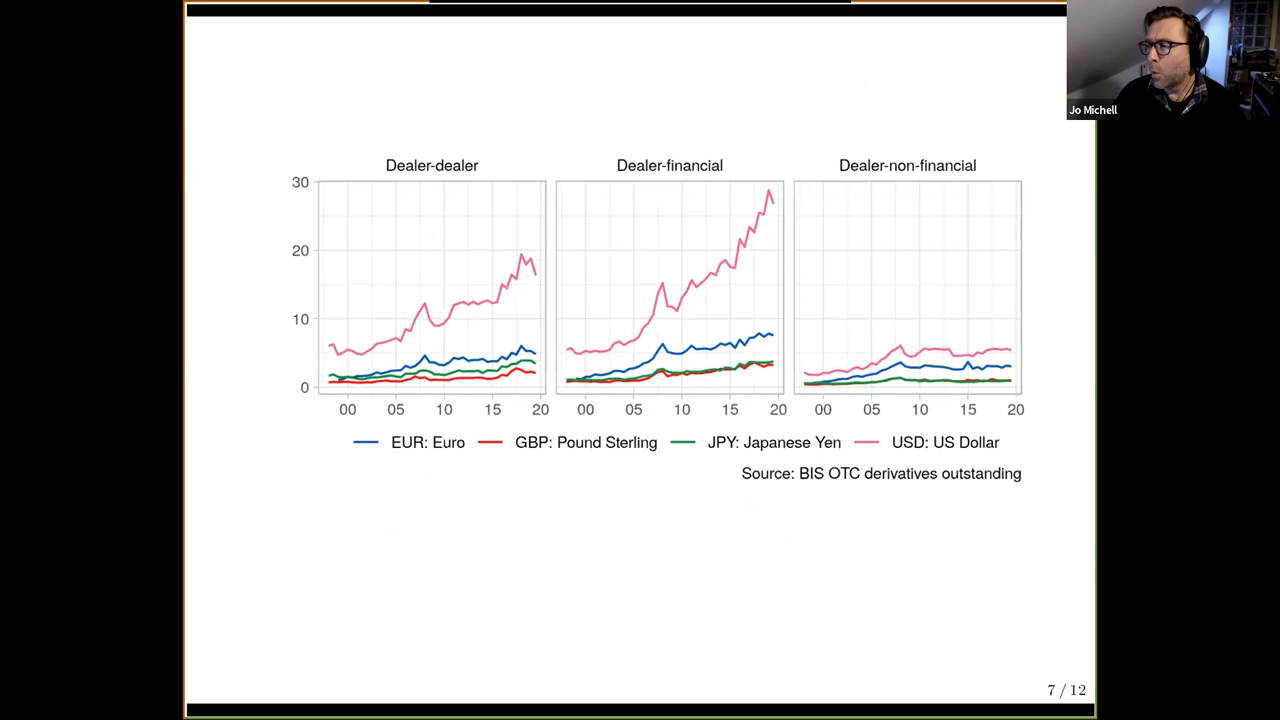 Jo Michell
Dealer-dealer Dealer-financial Dealer-non-financial
30
20
10
0
00 05 10 15 20 00 05 10 15 20 00 05 10 15 20
EUR: Euro GBP: Pound Sterling JPY: Japanese Yen USD: US Dollar
Source: BIS OTC derivatives outstanding
7 / 12